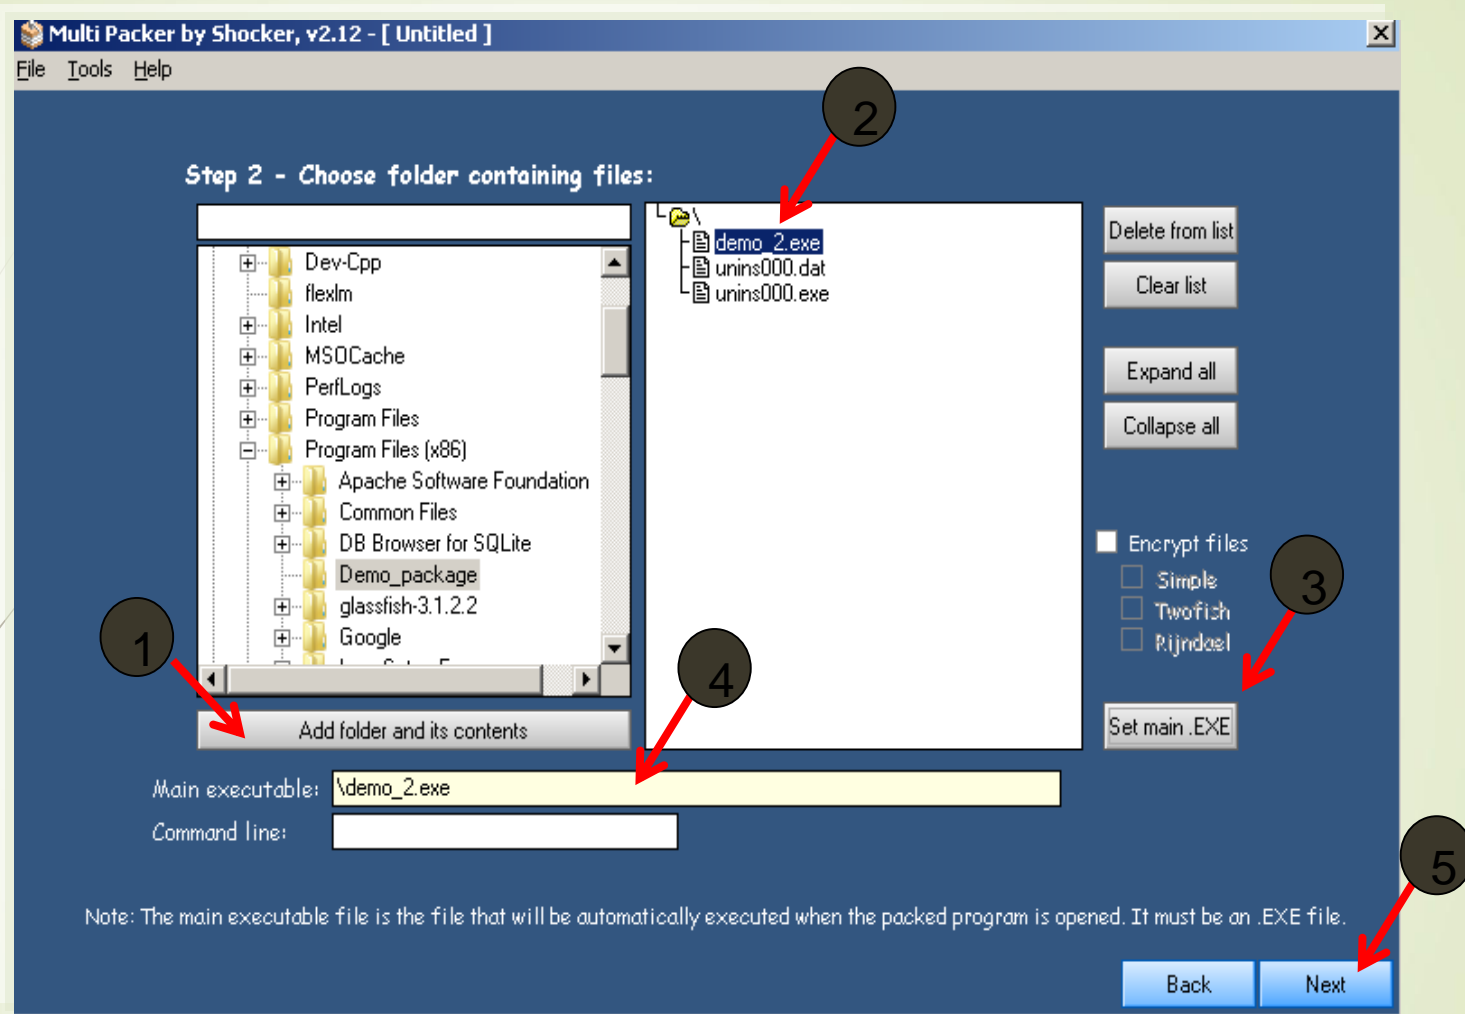 Multi Packer by Shocker, v2.12 - [ Untitled ]
File Tools Help
2
Step 2 - Choose folder containing files:
\
demo_2.exe
unins000.dat
unins000.exe
Dev-Cpp
flexlm
Intel
MSOCache
PerfLogs
Program Files
Program Files (x86)
Apache Software Foundation
Common Files
DB Browser for SQLite
Demo_package
glassfish-3.1.2.2
Google
Delete from list
Clear list
Expand all
Collapse all
Encrypt files
Simple
Twofish
Rijndael
3
1
4
Add folder and its contents
Set main .EXE
Main executable: \demo_2.exe
Command line:
5
Note: The main executable file is the file that will be automatically executed when the packed program is opened. It must be an .EXE file.
Back Next